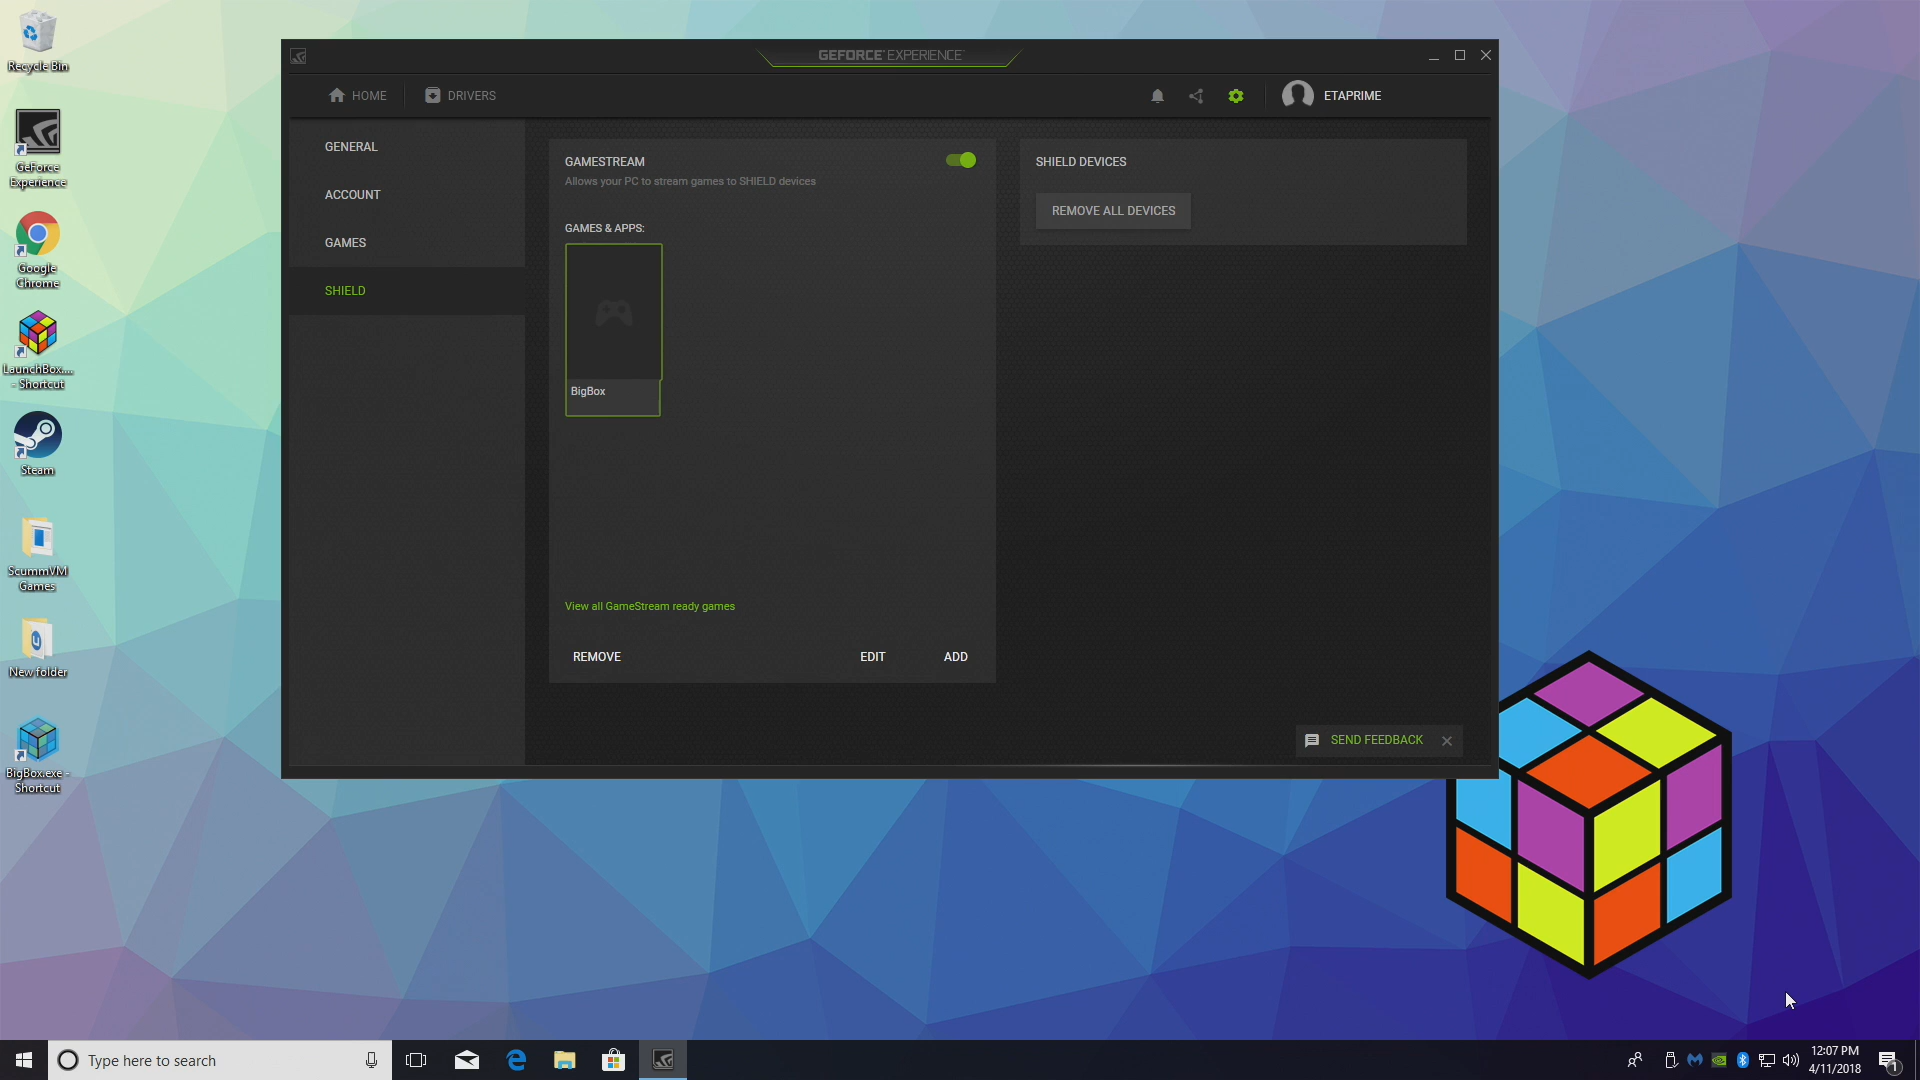 Recycle Bin
GeForce
Experience
Google
Chrome
LaunchBox....
- Shortcut
Steam
ScummVM
Games
New folder
BigBox.exe -
Shortcut
GEFORCE EXPERIENCE
HOME
DRIVERS
ETAPRIME
GENERAL
ACCOUNT
GAMES
SHIELD
GAMESTREAM
Allows your PC to stream games to SHIELD devices
GAMES & APPS:
BigBox
View all GameStream ready games
REMOVE
EDIT
ADD
SHIELD DEVICES
REMOVE ALL DEVICES
SEND FEEDBACK
Type here to search
12:07 PM
4/11/2018
1